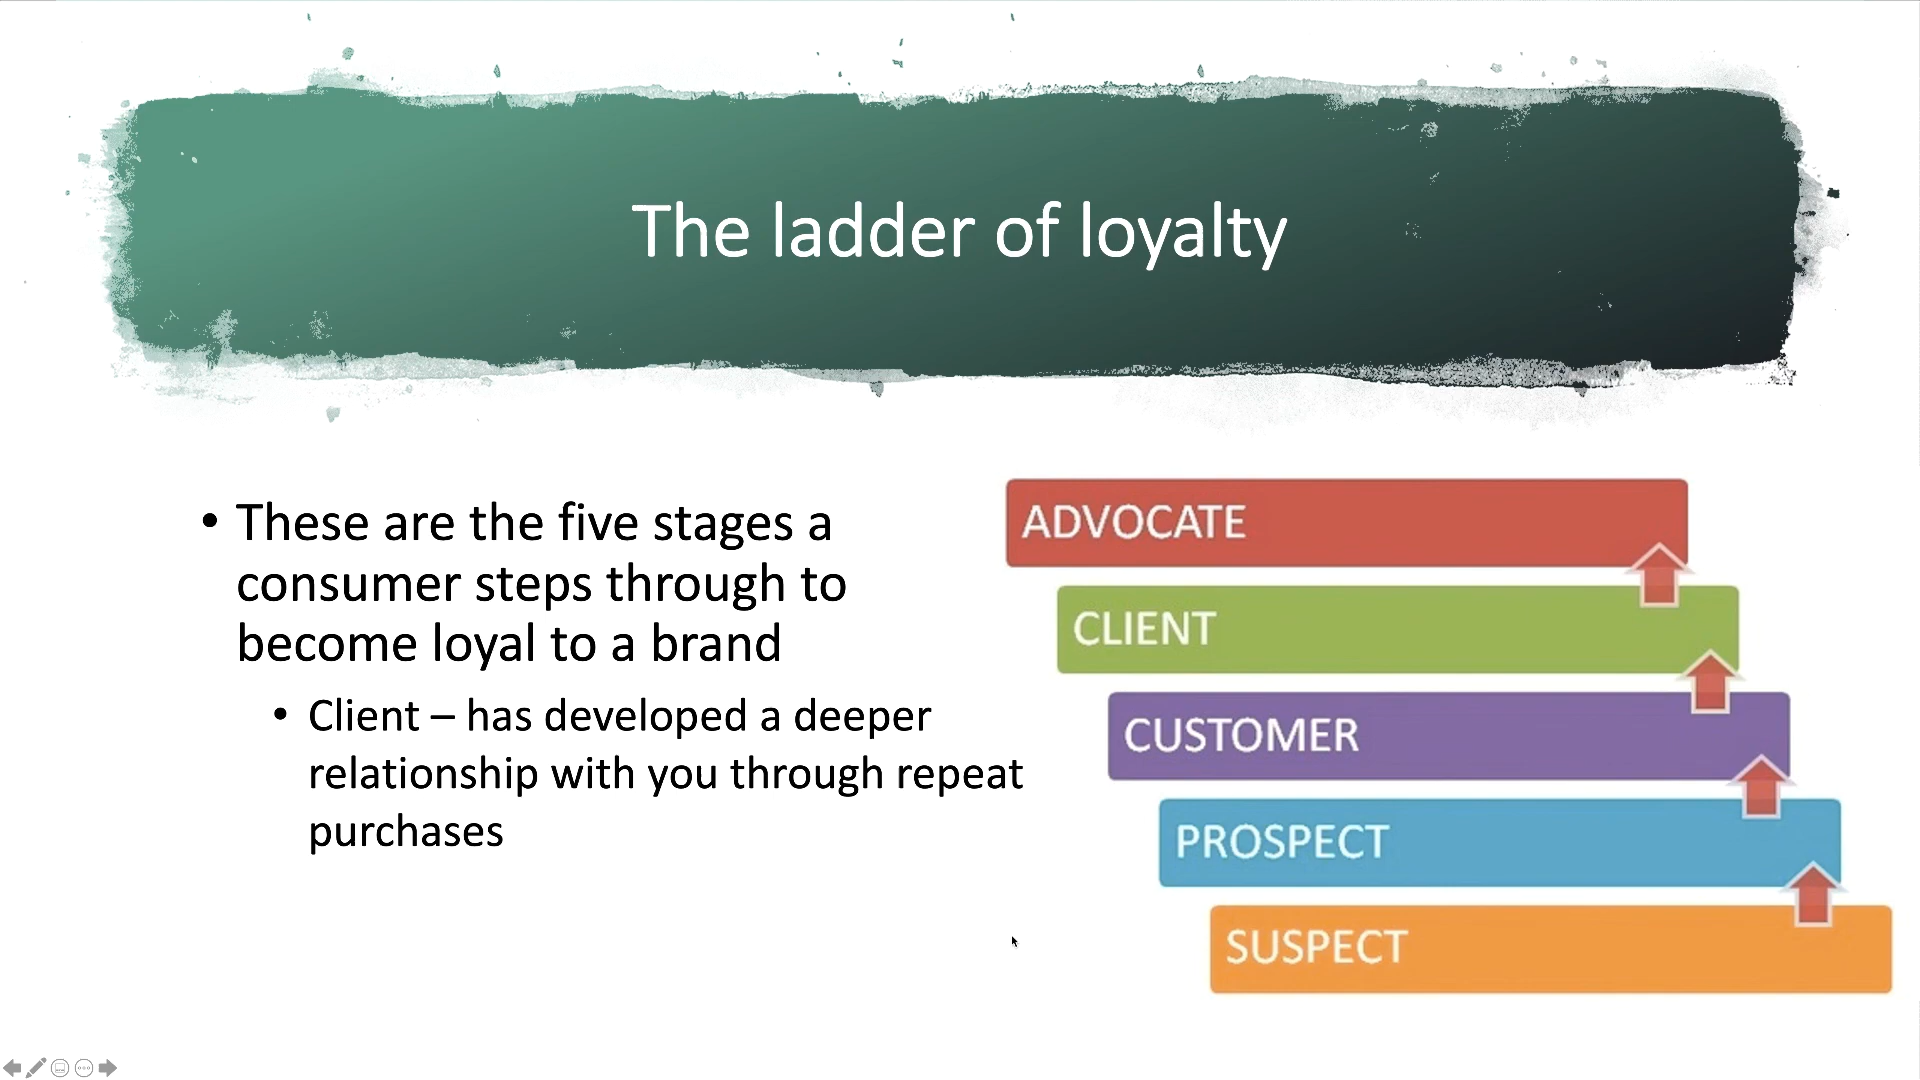 The ladder of loyalty
• These are the five stages a
consumer steps through to
become loyal to a brand
• Client – has developed a deeper
relationship with you through repeat
purchases
ADVOCATE
CLIENT
CUSTOMER
PROSPECT
SUSPECT